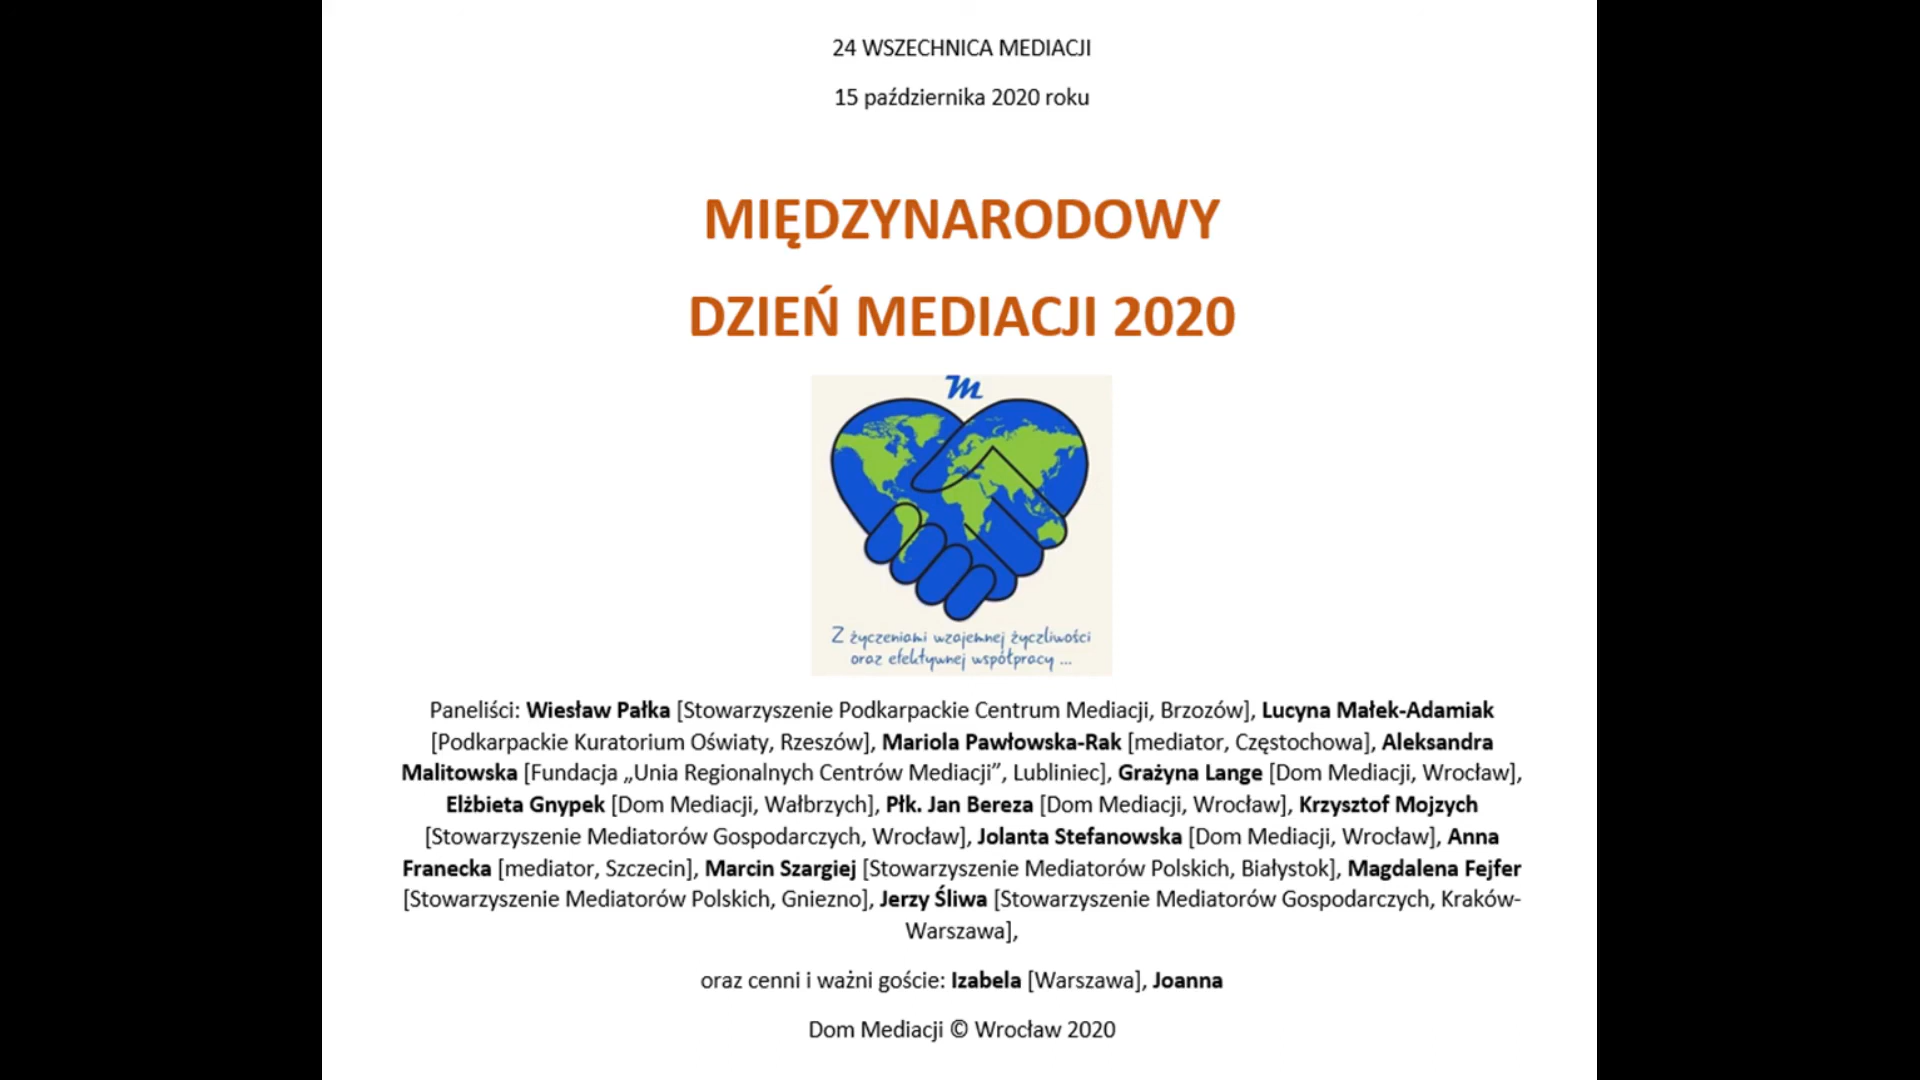 24 WSZECHNICA MEDIACJI
15 października 2020 roku
MIĘDZYNARODOWY
DZIEŃ MEDIACJI 2020
m
Z życzeniami wzajemnej życzliwości
oraz efektywnej współpracy ...
Paneliści: Wiesław Pałka [Stowarzyszenie Podkarpackie Centrum Mediacji, Brzozów], Lucyna Małek-Adamiak
[Podkarpackie Kuratorium Oświaty, Rzeszów], Mariola Pawłowska-Rak [mediator, Częstochowa], Aleksandra
Malitowska [Fundacja „Unia Regionalnych Centrów Mediacji”, Lubliniec], Grażyna Lange [Dom Mediacji, Wrocław],
Elżbieta Gnypek [Dom Mediacji, Wałbrzych], Płk. Jan Bereza [Dom Mediacji, Wrocław], Krzysztof Mojzych
[Stowarzyszenie Mediatorów Gospodarczych, Wrocław], Jolanta Stefanowska [Dom Mediacji, Wrocław], Anna
Franecka [mediator, Szczecin], Marcin Szargiej [Stowarzyszenie Mediatorów Polskich, Białystok], Magdalena Fejfer
[Stowarzyszenie Mediatorów Polskich, Gniezno], Jerzy Śliwa [Stowarzyszenie Mediatorów Gospodarczych, Kraków-
Warszawa],
oraz cenni i ważni goście: Izabela [Warszawa], Joanna
Dom Mediacji © Wrocław 2020